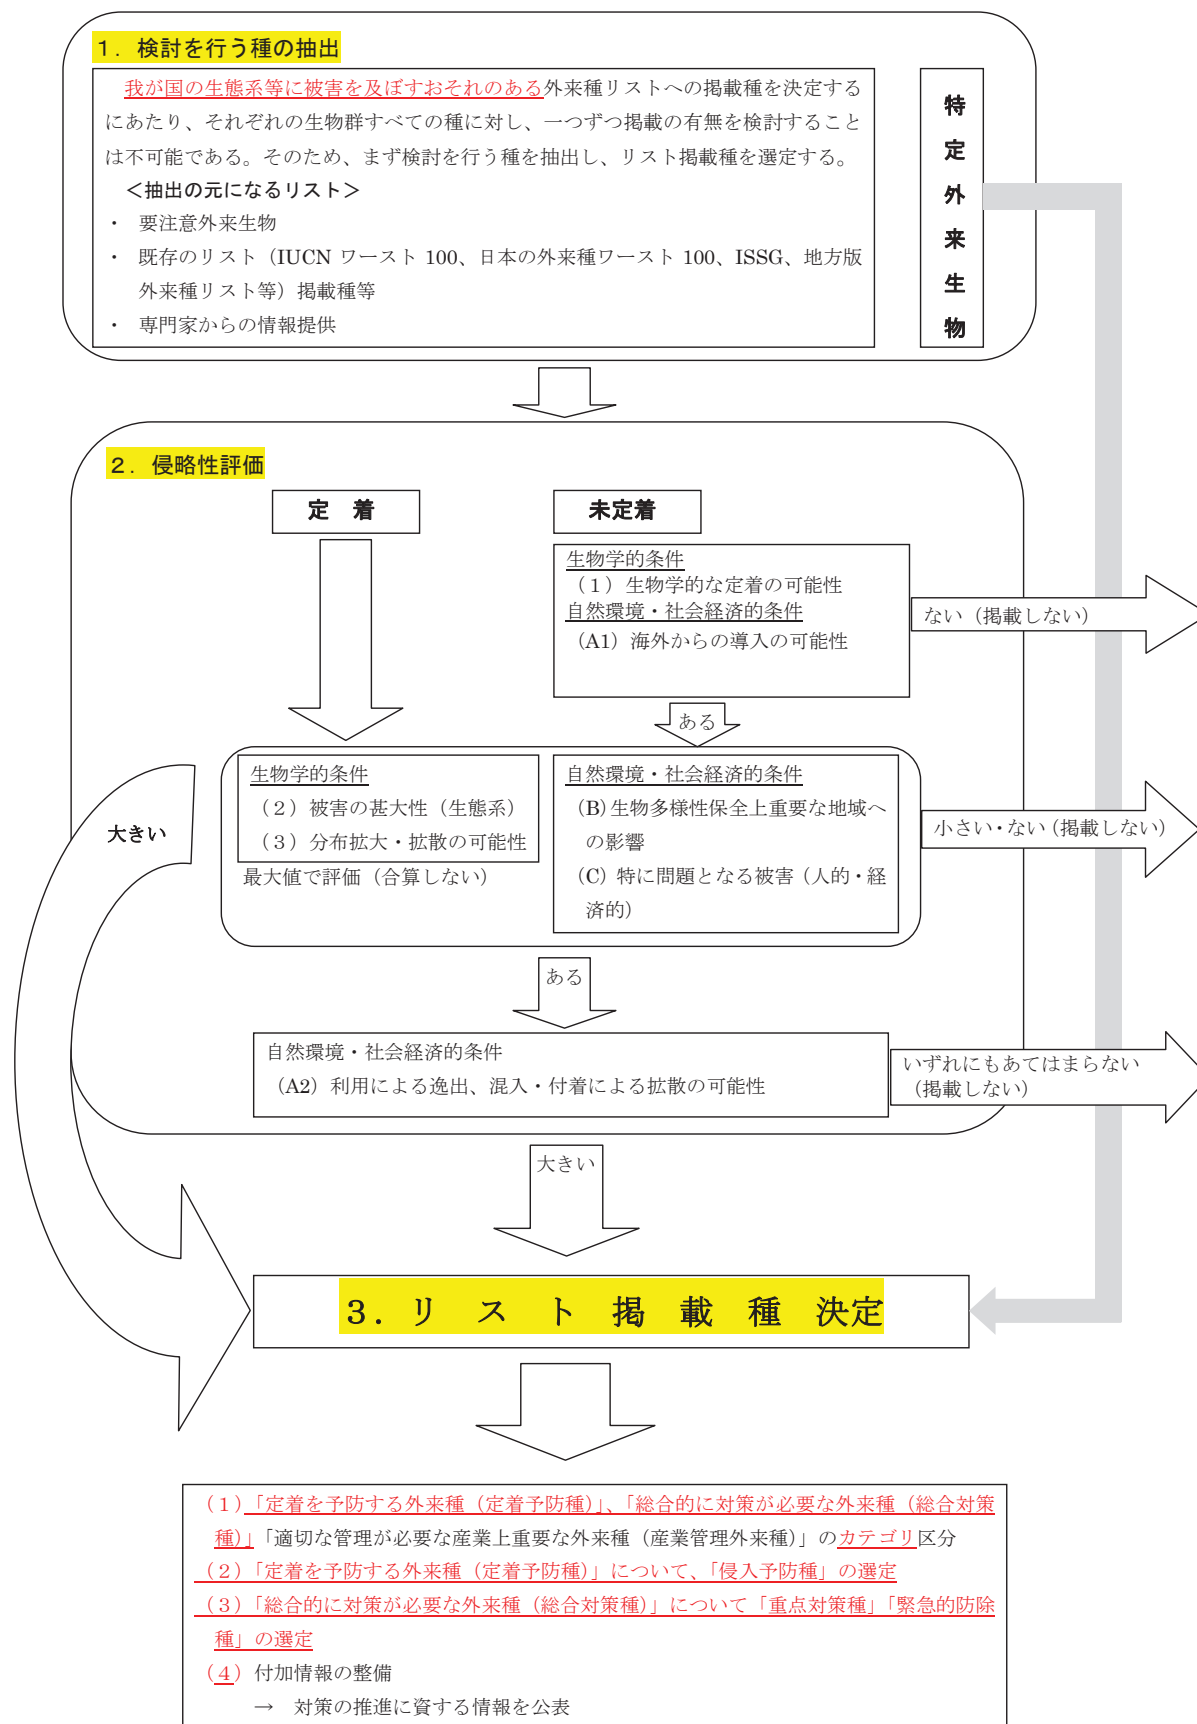 １．検討を行う種の抽出
我が国の生態系等に被害を及ぼすおそれのある外来種リストへの掲載種を決定する
にあたり、それぞれの生物群すべての種に対し、一つずつ掲載の有無を検討すること
は不可能である。そのため、まず検討を行う種を抽出し、リスト掲載種を選定する。
＜抽出の元になるリスト＞
・ 要注意外来生物
・ 既存のリスト（IUCN ワースト 100、日本の外来種ワースト 100、ISSG、地方版
外来種リスト等）掲載種等
・ 専門家からの情報提供
特定外来生物
２．侵略性評価
定 着
未定着
生物学的条件
（１）生物学的な定着の可能性
自然環境・社会経済的条件
（A1）海外からの導入の可能性
ない（掲載しない）
ある
生物学的条件
（２）被害の甚大性（生態系）
（３）分布拡大・拡散の可能性
最大値で評価（合算しない）
自然環境・社会経済的条件
（B）生物多様性保全上重要な地域へ
の影響
（C）特に問題となる被害（人的・経
済的）
小さい・ない（掲載しない）
大きい
ある
自然環境・社会経済的条件
（A2）利用による逸出、混入・付着による拡散の可能性
いずれにもあてはまらない
（掲載しない）
大きい
３．リ ス ト 掲 載 種 決定
（１）「定着を予防する外来種（定着予防種）」、「総合的に対策が必要な外来種（総合対策
種）」「適切な管理が必要な産業上重要な外来種（産業管理外来種）」のカテゴリ区分
（２）「定着を予防する外来種（定着予防種）」について、「侵入予防種」の選定
（３）「総合的に対策が必要な外来種（総合対策種）」について「重点対策種」「緊急的防除
種」の選定
（４）付加情報の整備
→ 対策の推進に資する情報を公表